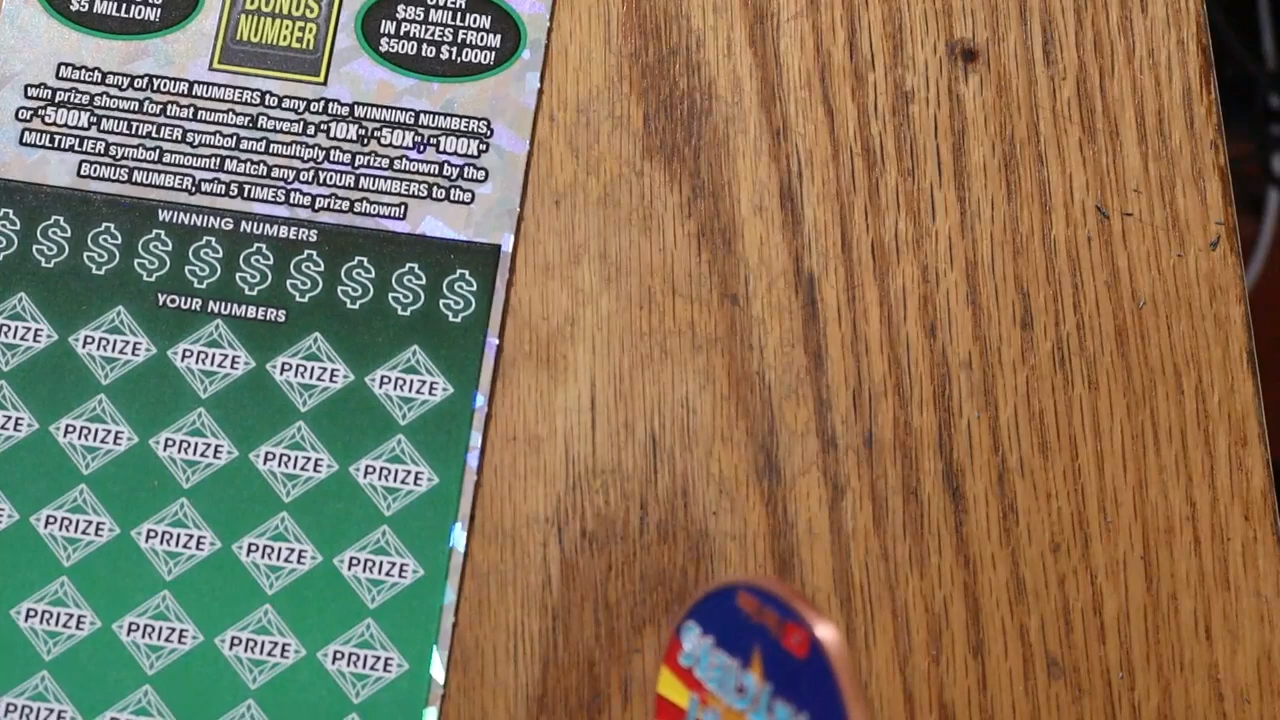 $5 MILLION!
BONUS
NUMBER
OVER
$85 MILLION
IN PRIZES FROM
$500 to $1,000!
Match any of YOUR NUMBERS to any of the WINNING NUMBERS,
win prize shown for that number. Reveal a "10X", "50X", "100X"
or "500X" MULTIPLIER symbol and multiply the prize shown by the
MULTIPLIER symbol amount! Match any of YOUR NUMBERS to the
BONUS NUMBER, win 5 TIMES the prize shown!
WINNING NUMBERS
$ $ $ $ $ $ $ $ $ $
YOUR NUMBERS
PRIZE PRIZE PRIZE PRIZE PRIZE
PRIZE PRIZE PRIZE PRIZE
PRIZE PRIZE PRIZE PRIZE
PRIZE PRIZE PRIZE PRIZE
PRIZE